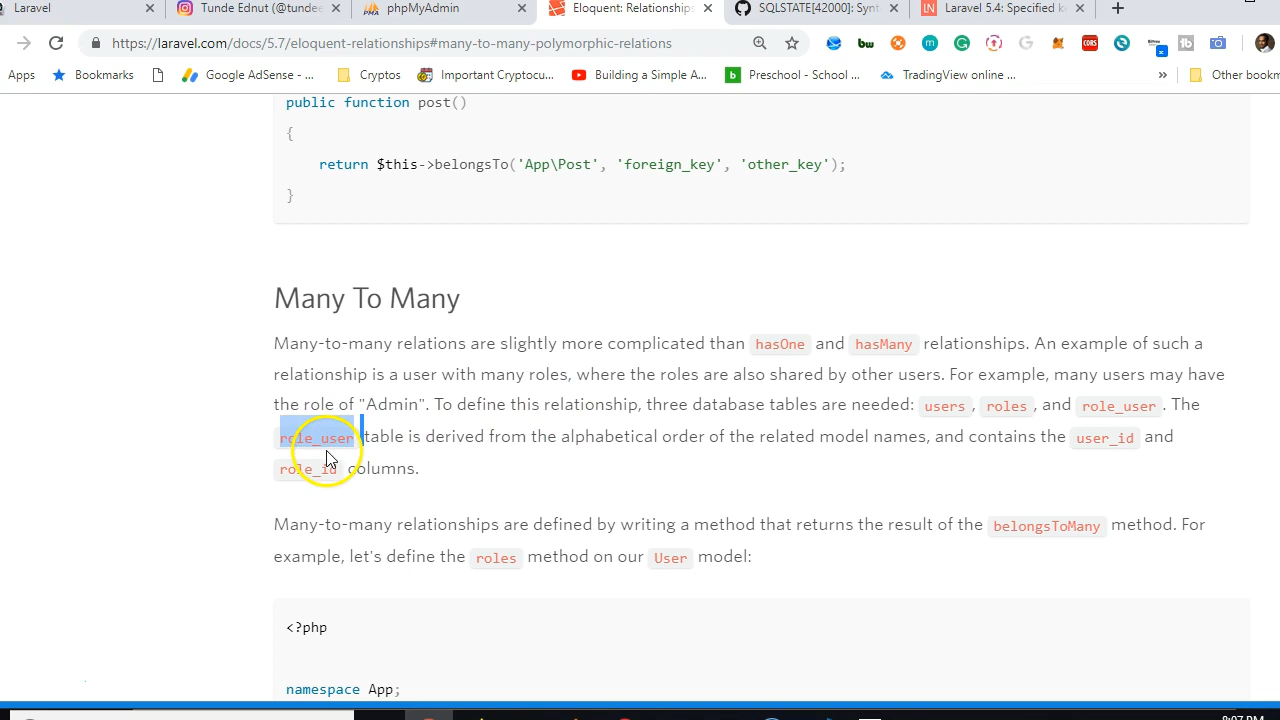 Laravel
Tunde Ednut (@tunde
phpMyAdmin
Eloquent: Relationships
SQLSTATE[42000]: Synt
Laravel 5.4: Specified k
https://laravel.com/docs/5.7/eloquent-relationships#many-to-many-polymorphic-relations
Apps
Bookmarks
Google AdSense - ...
Cryptos
Important Cryptocu...
Building a Simple A...
Preschool - School ...
TradingView online ...
»
Other bookm
public function post()
{
return $this->belongsTo('App\Post', 'foreign_key', 'other_key');
}
Many To Many
Many-to-many relations are slightly more complicated than hasOne and hasMany relationships. An example of such a
relationship is a user with many roles, where the roles are also shared by other users. For example, many users may have
the role of "Admin". To define this relationship, three database tables are needed: users, roles, and role_user. The
role_user table is derived from the alphabetical order of the related model names, and contains the user_id and
role_id columns.
Many-to-many relationships are defined by writing a method that returns the result of the belongsToMany method. For
example, let's define the roles method on our User model:
<?php
namespace App;
8:07 PM